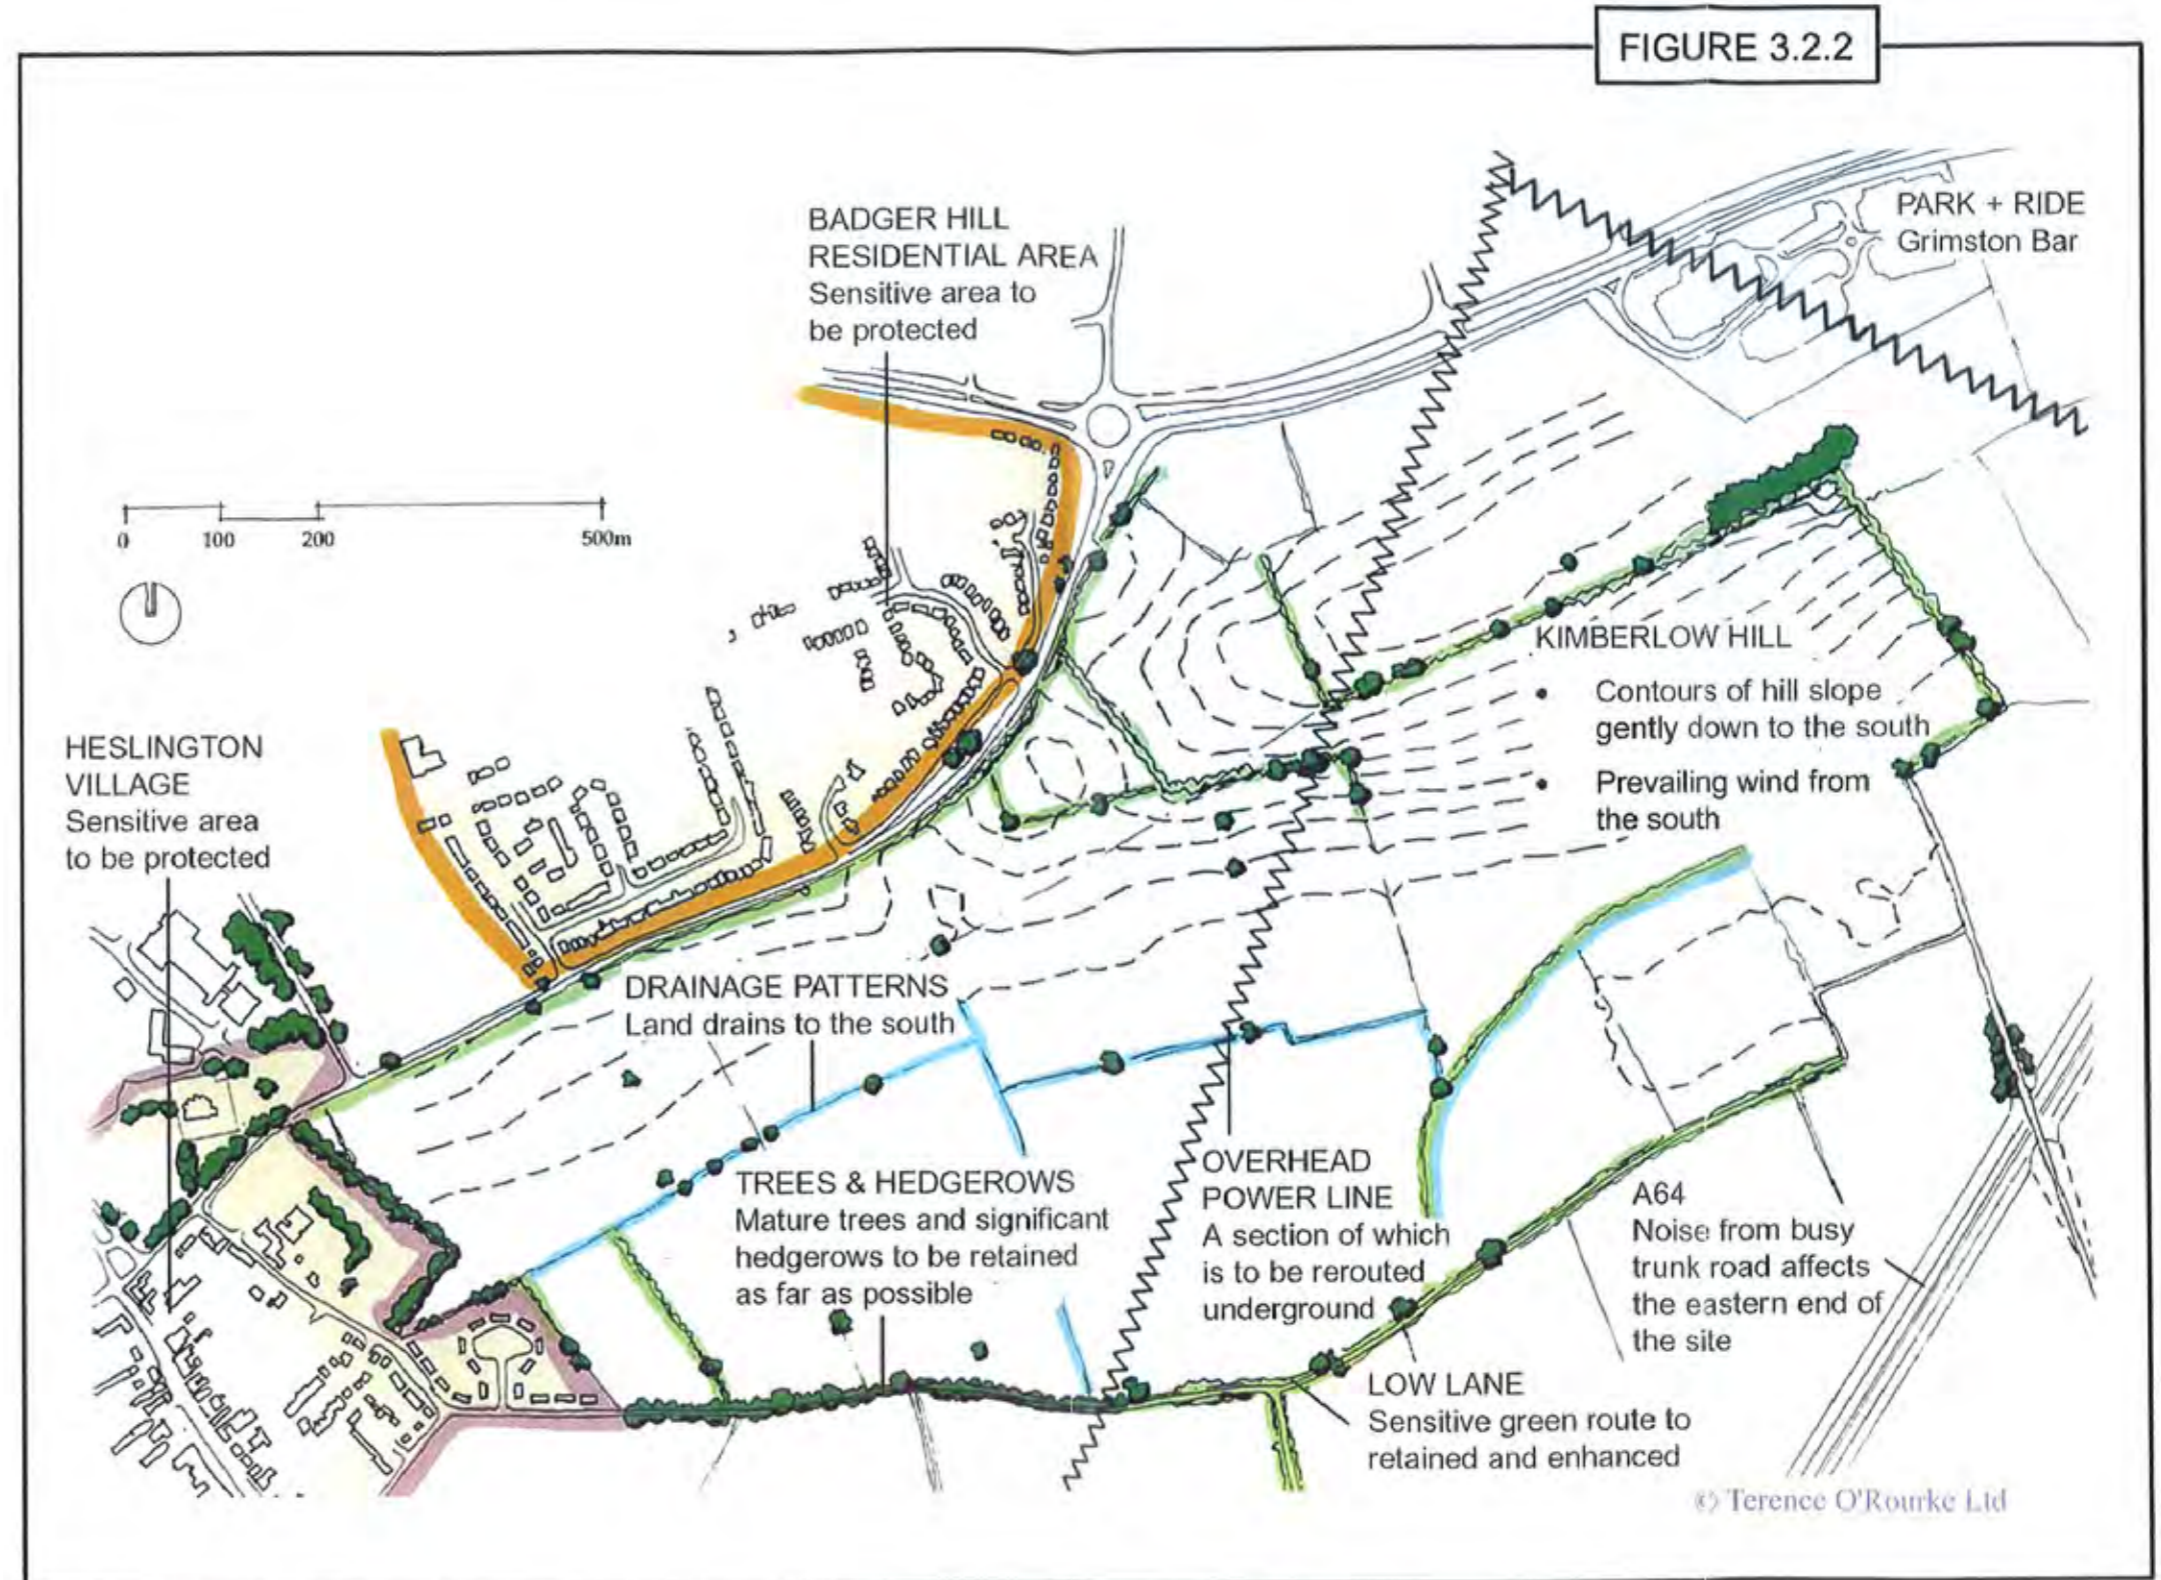 FIGURE 3.2.2
PARK + RIDE
Grimston Bar
BADGER HILL
RESIDENTIAL AREA
Sensitive area to
be protected
0 100 200 500m
KIMBERLOW HILL
• Contours of hill slope
gently down to the south
• Prevailing wind from
the south
HESLINGTON
VILLAGE
Sensitive area
to be protected
DRAINAGE PATTERNS
Land drains to the south
TREES & HEDGEROWS
Mature trees and significant
hedgerows to be retained
as far as possible
OVERHEAD
POWER LINE
A section of which
is to be rerouted
underground
A64
Noise from busy
trunk road affects
the eastern end of
the site
LOW LANE
Sensitive green route to
retained and enhanced
© Terence O'Rourke Ltd